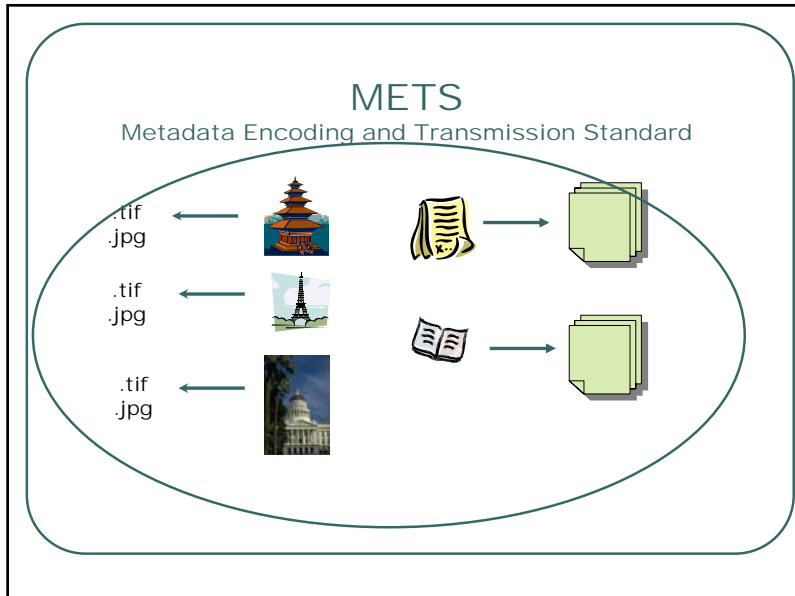 METS
Metadata Encoding and Transmission Standard
.tif
.jpg
.tif
.jpg
.tif
.jpg